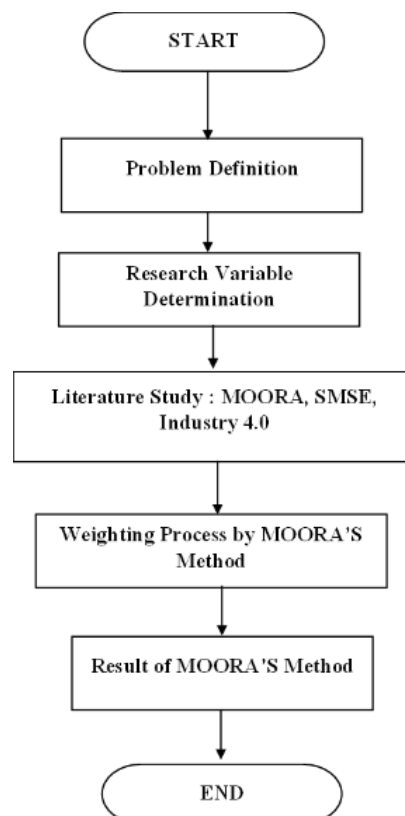 START
Problem Definition
Research Variable
Determination
Literature Study : MOORA, SMSE,
Industry 4.0
Weighting Process by MOORA'S
Method
Result of MOORA'S Method
END